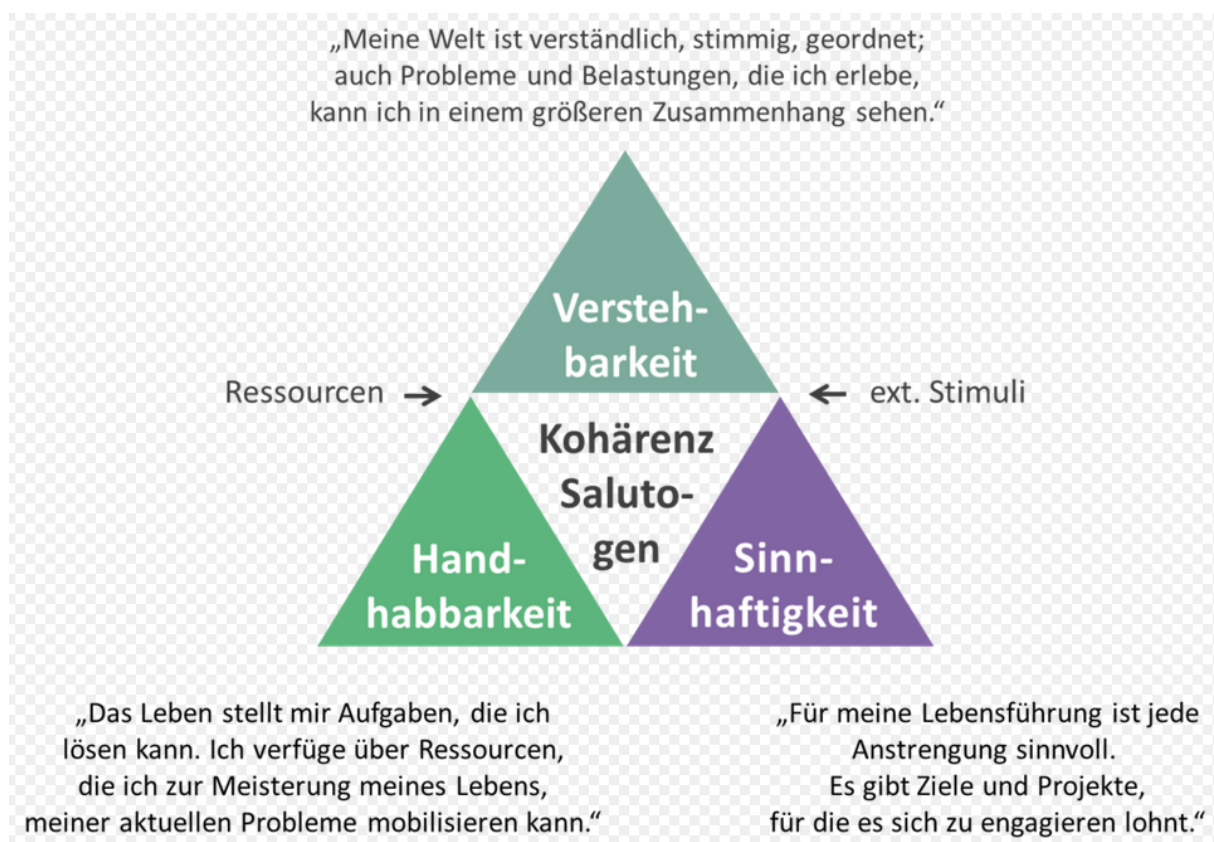 „Meine Welt ist verständlich, stimmig, geordnet;
auch Probleme und Belastungen, die ich erlebe,
kann ich in einem größeren Zusammenhang sehen.“
Versteh-
barkeit
Ressourcen →
← ext. Stimuli
Kohärenz
Saluto-
gen
Hand-
habbarkeit
Sinn-
haftigkeit
„Das Leben stellt mir Aufgaben, die ich
lösen kann. Ich verfüge über Ressourcen,
die ich zur Meisterung meines Lebens,
meiner aktuellen Probleme mobilisieren kann.“
„Für meine Lebensführung ist jede
Anstrengung sinnvoll.
Es gibt Ziele und Projekte,
für die es sich zu engagieren lohnt.“